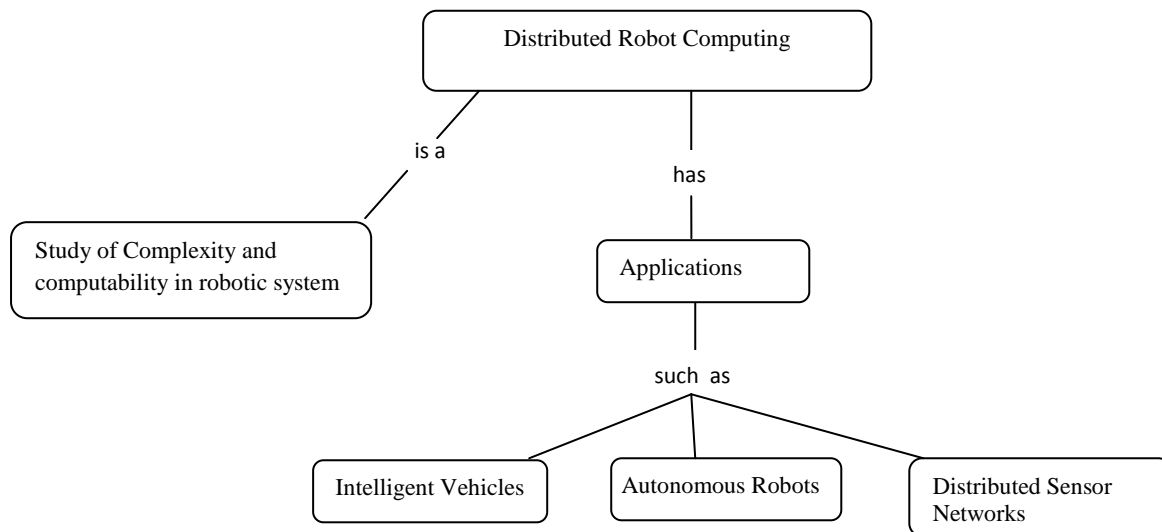 Distributed Robot Computing
is a
has
Study of Complexity and
computability in robotic system
Applications
such as
Intelligent Vehicles
Autonomous Robots
Distributed Sensor
Networks